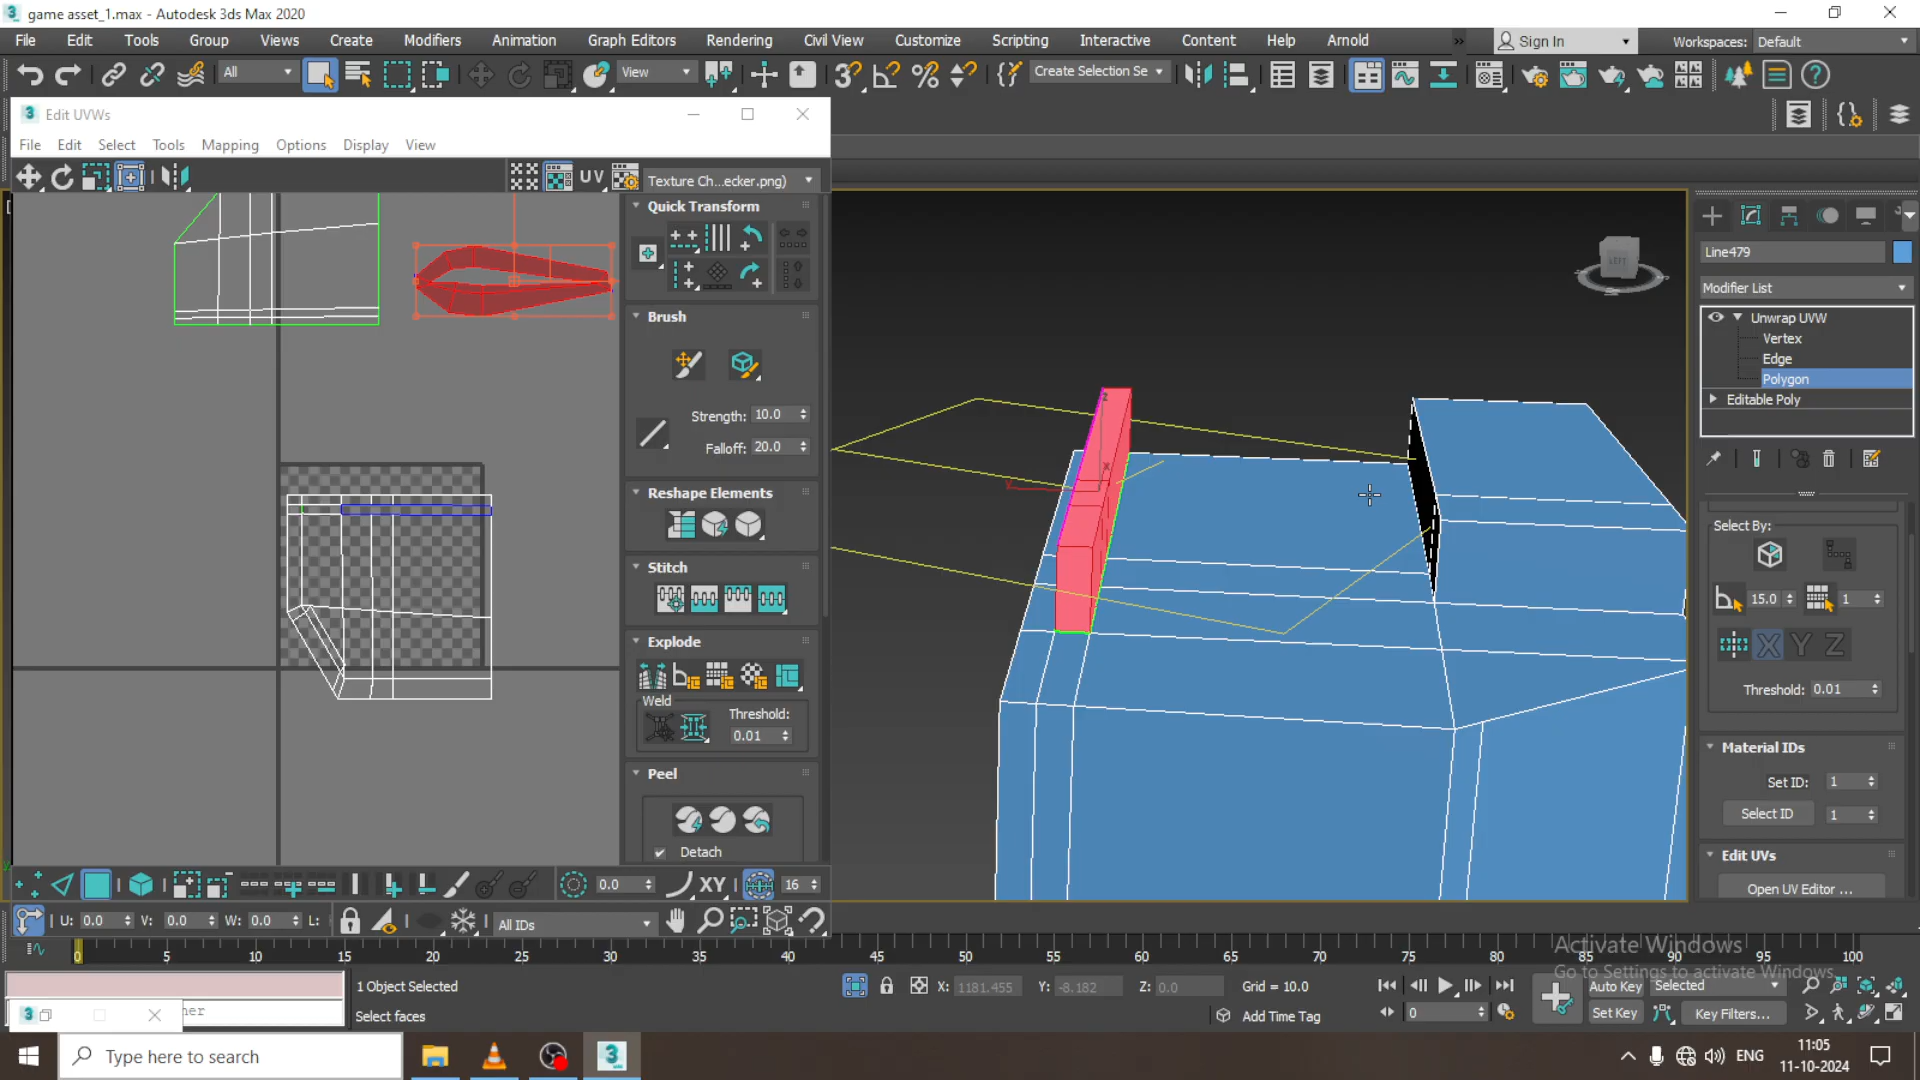 game asset_1.max - Autodesk 3ds Max 2020
File Edit Tools Group Views Create Modifiers Animation Graph Editors Rendering Civil View Customize Scripting Interactive Content Help Arnold
Sign In
Workspaces: Default
All
View
Create Selection Se
Edit UVWs
File Edit Select Tools Mapping Options Display View
UV
Texture Ch...ecker.png)
Quick Transform
Brush
Strength: 10.0
Falloff: 20.0
Reshape Elements
Stitch
Explode
Weld
Threshold:
0.01
Peel
Detach
0.0
XY
16
U: 0.0 V: 0.0 W: 0.0 L:
All IDs
LEFT
z
x
Line479
Modifier List
Unwrap UVW
Vertex
Edge
Polygon
Editable Poly
Select By:
15.0
1
X Y Z
Threshold: 0.01
Material IDs
Set ID: 1
Select ID 1
Edit UVs
Open UV Editor ...
0 5 10 15 20 25 30 35 40 45 50 55 60 65 70 75 80 85 90 95 100
Activate Windows
Go to Settings to activate Windows.
1 Object Selected
Select faces
X: 1181.455 Y: -8.182 Z: 0.0 Grid = 10.0
Add Time Tag
0
Auto Key
Selected
Set Key
Key Filters...
Type here to search
ENG
11:05
11-10-2024